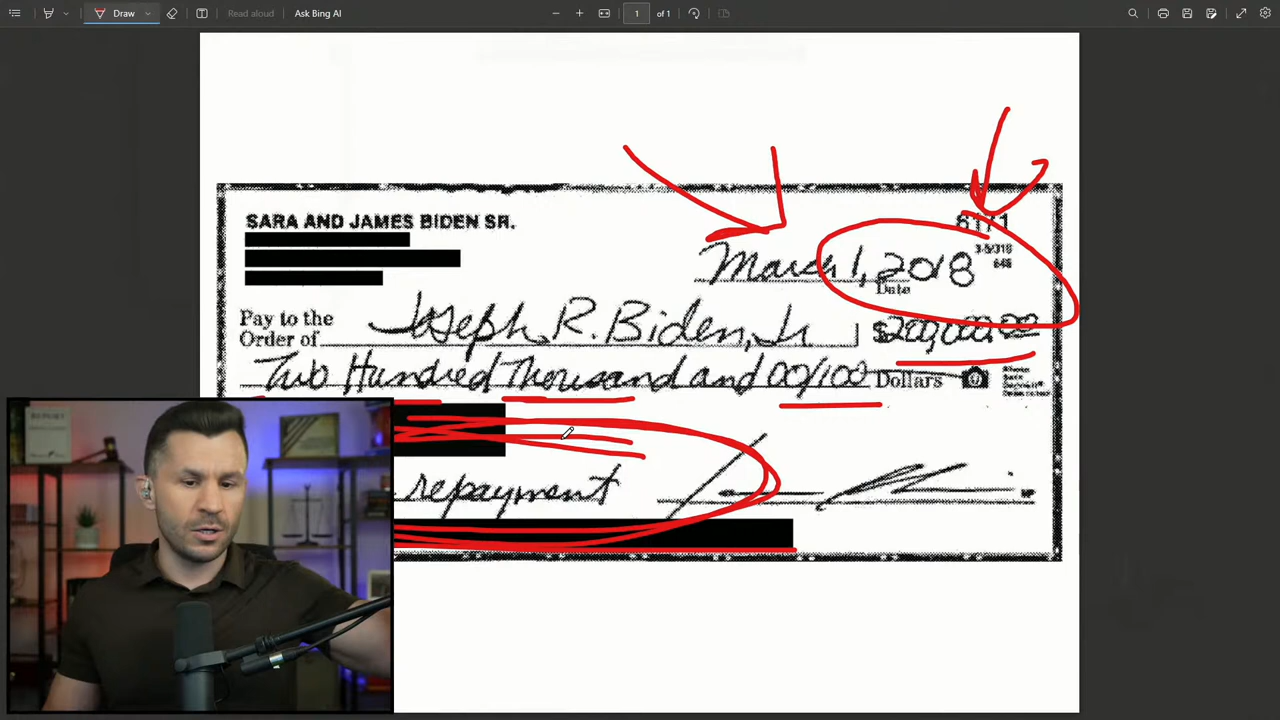 Draw
Read aloud
Ask Bing AI
1
of 1
SARA AND JAMES BIDEN SR.
6171
March 1, 2018
Date
Pay to the
Order of
Joseph R. Biden, Jr
$200,000.00
Two Hundred Thousand and 00/100 Dollars
repayment